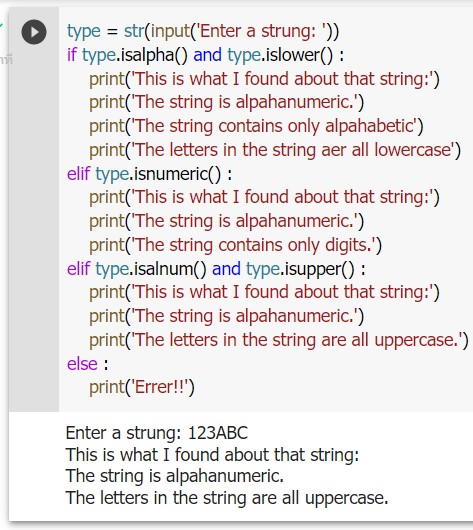 type = str(input('Enter a strung: '))
if type.isalpha() and type.islower() :
    print('This is what I found about that string:')
    print('The string is alpahanumeric.')
    print('The string contains only alpahabetic')
    print('The letters in the string aer all lowercase')
elif type.isnumeric() :
    print('This is what I found about that string:')
    print('The string is alpahanumeric.')
    print('The string contains only digits.')
elif type.isalnum() and type.isupper() :
    print('This is what I found about that string:')
    print('The string is alpahanumeric.')
    print('The letters in the string are all uppercase.')
else :
    print('Errer!!')
Enter a strung: 123ABC
This is what I found about that string:
The string is alpahanumeric.
The letters in the string are all uppercase.